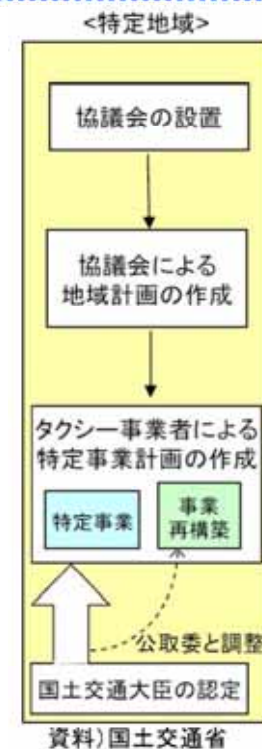 <特定地域>
協議会の設置
協議会による
地域計画の作成
タクシー事業者による
特定事業計画の作成
特定事業
事業
再構築
公取委と調整
国土交通大臣の認定
資料)国土交通省